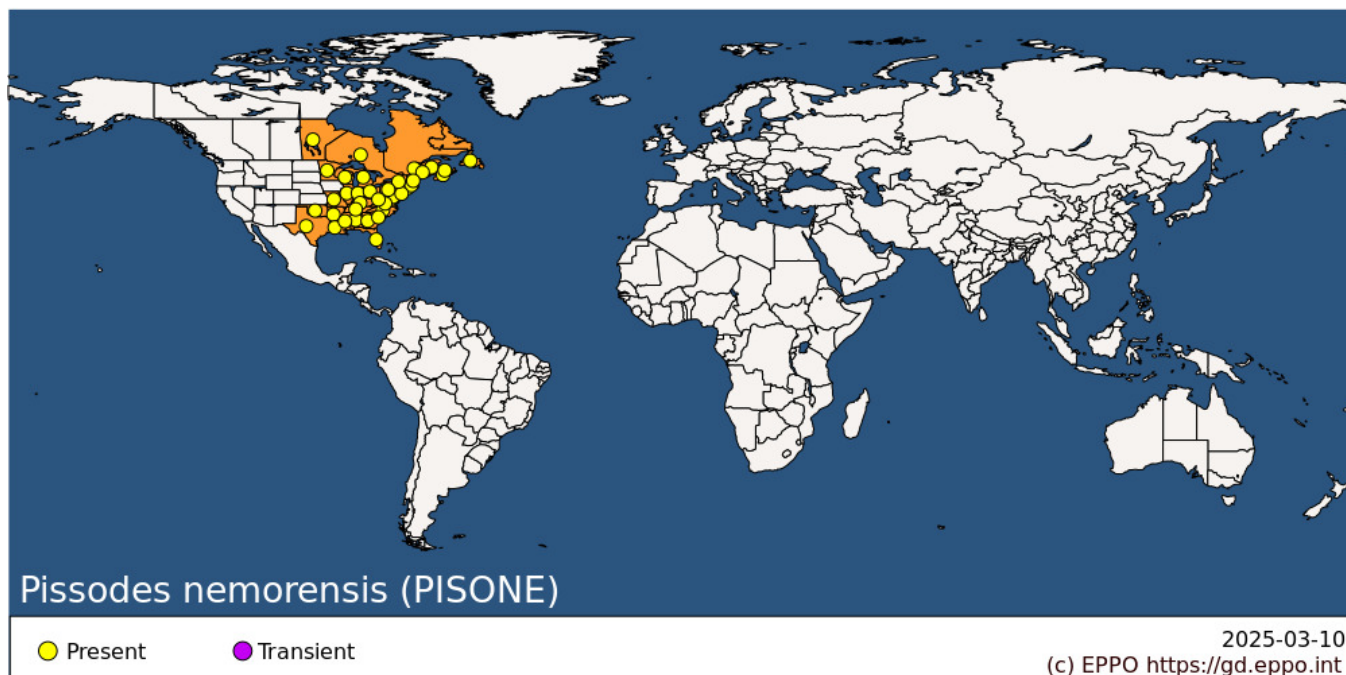 Pissodes nemorensis (PISONE)
Present
Transient
2025-03-10
(c) EPPO https://gd.eppo.int